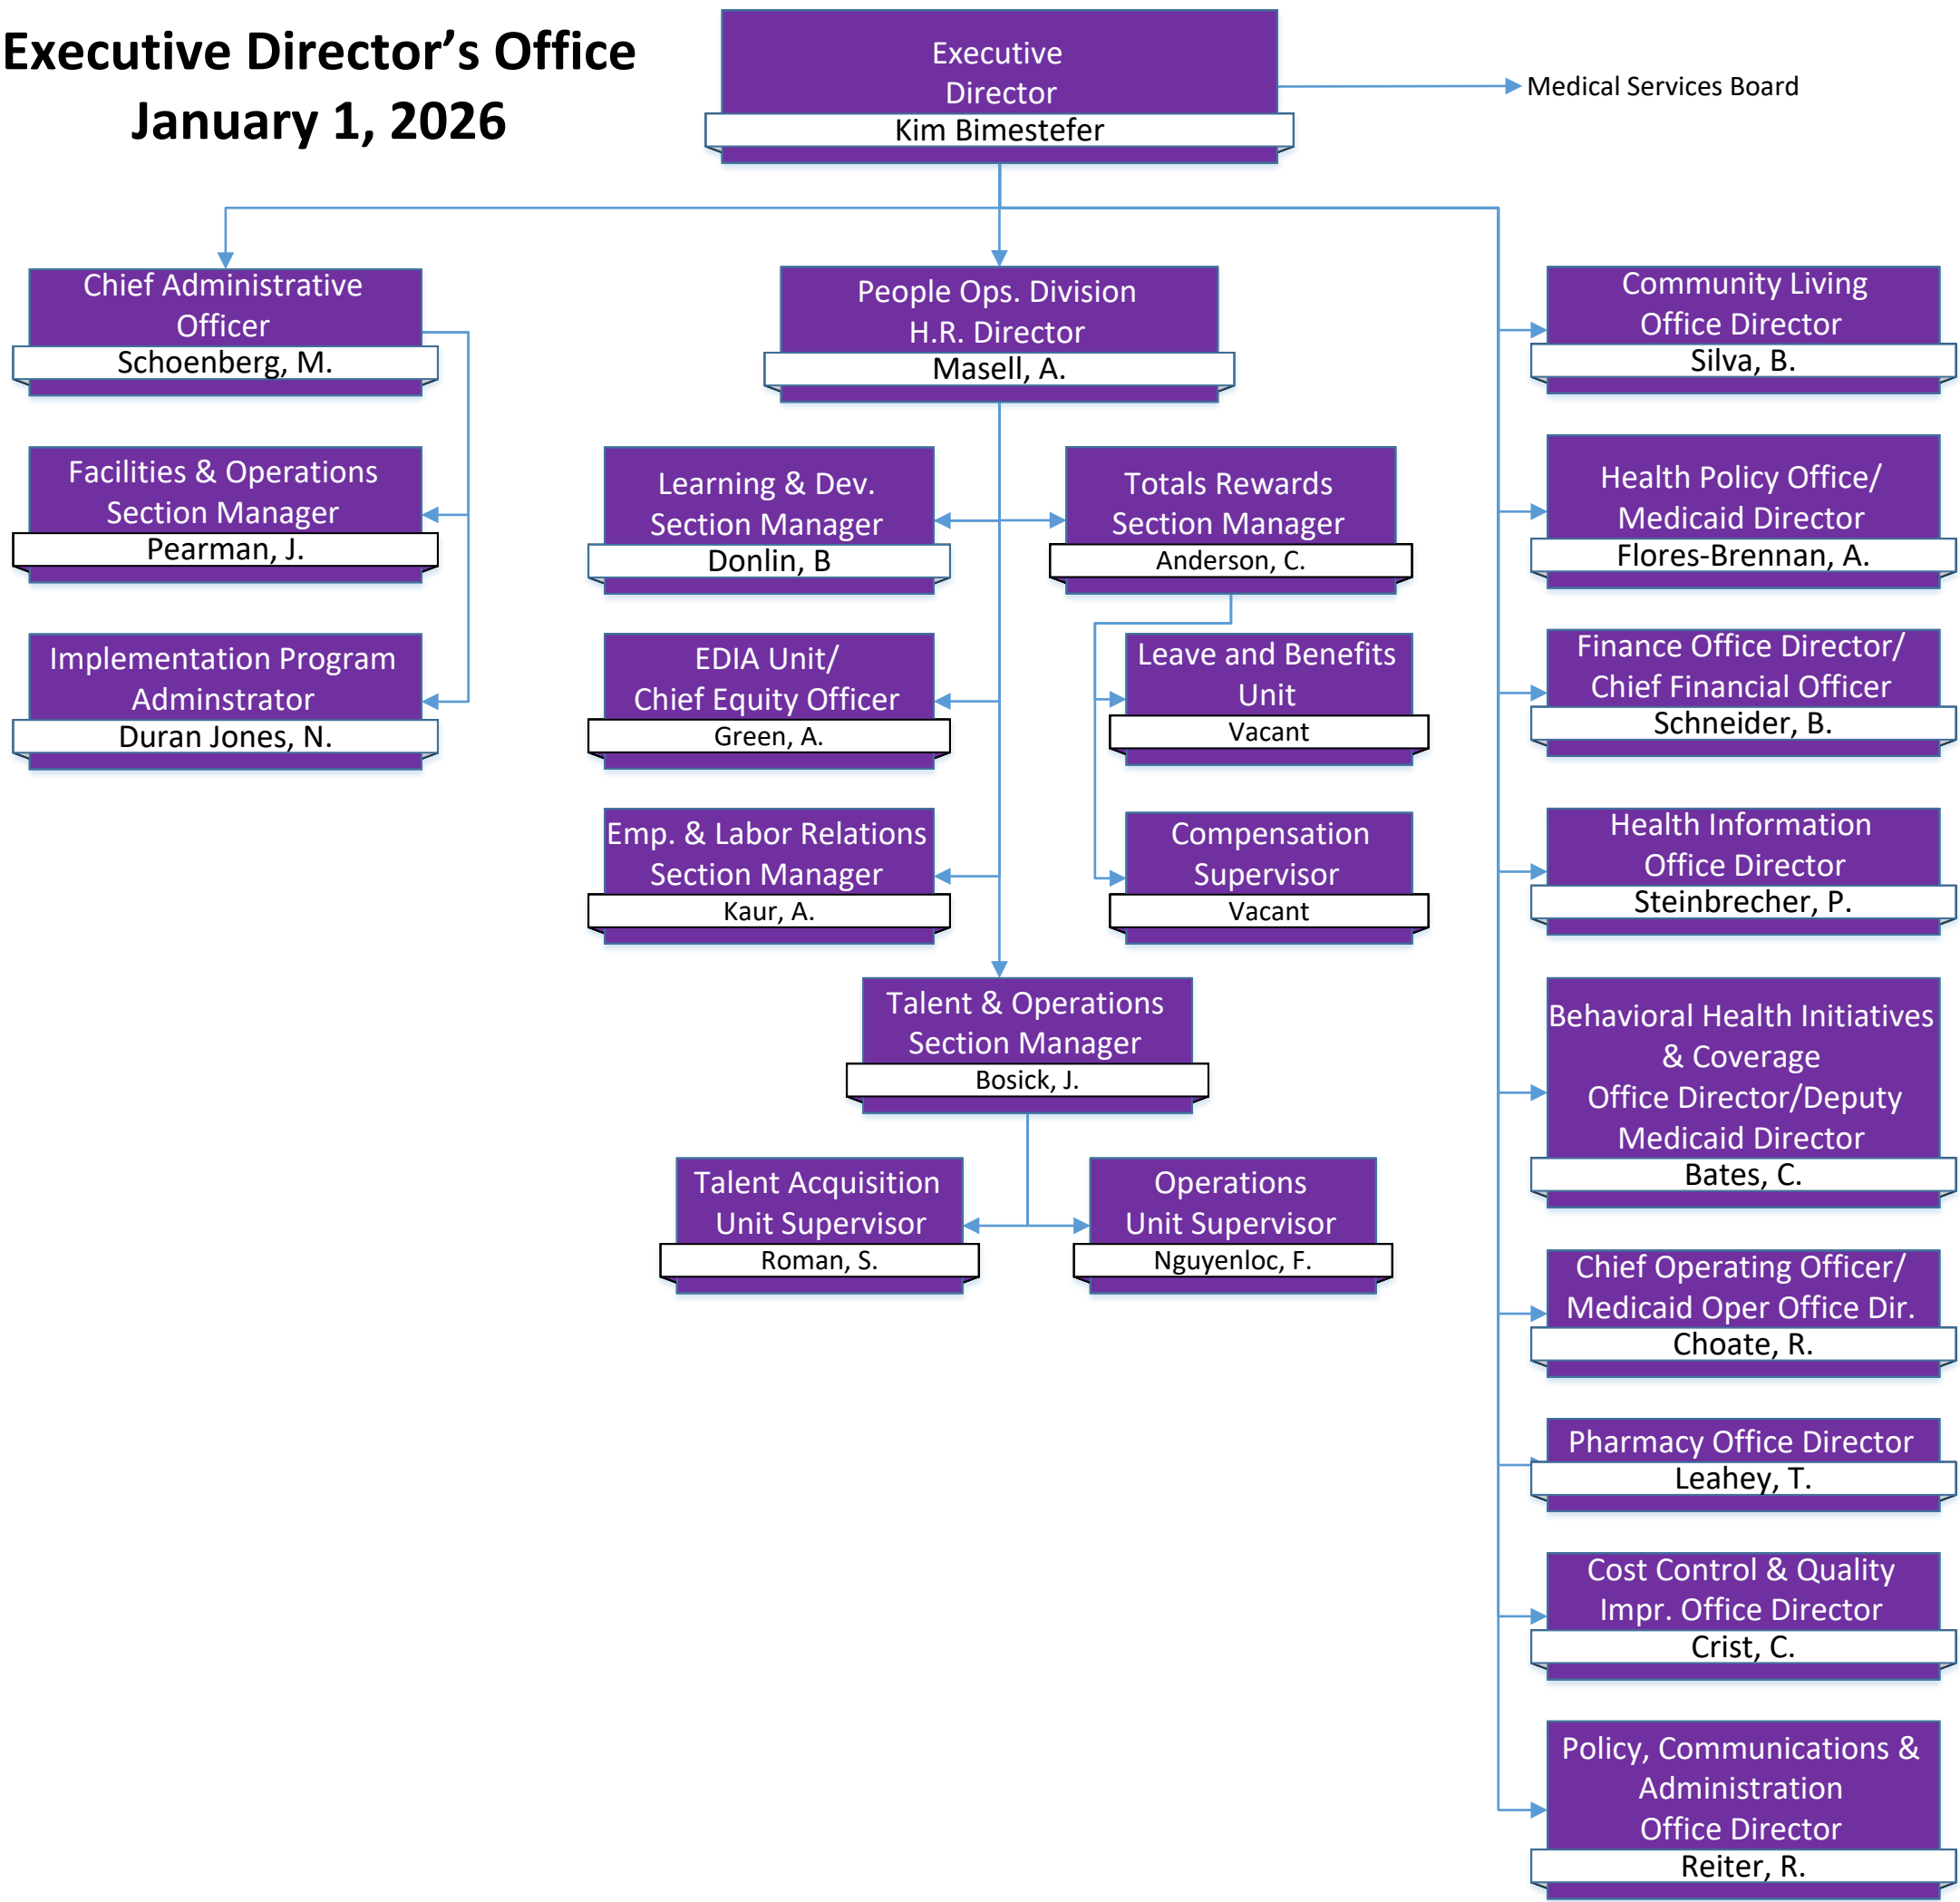 Executive Director’s Office
January 1, 2026
Executive
Director
Kim Bimestefer
Medical Services Board
Chief Administrative
Officer
Schoenberg, M.
Facilities & Operations
Section Manager
Pearman, J.
Implementation Program
Adminstrator
Duran Jones, N.
People Ops. Division
H.R. Director
Masell, A.
Learning & Dev.
Section Manager
Donlin, B
Totals Rewards
Section Manager
Anderson, C.
EDIA Unit/
Chief Equity Officer
Green, A.
Leave and Benefits
Unit
Vacant
Emp. & Labor Relations
Section Manager
Kaur, A.
Compensation
Supervisor
Vacant
Talent & Operations
Section Manager
Bosick, J.
Talent Acquisition
Unit Supervisor
Roman, S.
Operations
Unit Supervisor
Nguyenloc, F.
Community Living
Office Director
Silva, B.
Health Policy Office/
Medicaid Director
Flores-Brennan, A.
Finance Office Director/
Chief Financial Officer
Schneider, B.
Health Information
Office Director
Steinbrecher, P.
Behavioral Health Initiatives
& Coverage
Office Director/Deputy
Medicaid Director
Bates, C.
Chief Operating Officer/
Medicaid Oper Office Dir.
Choate, R.
Pharmacy Office Director
Leahey, T.
Cost Control & Quality
Impr. Office Director
Crist, C.
Policy, Communications &
Administration
Office Director
Reiter, R.